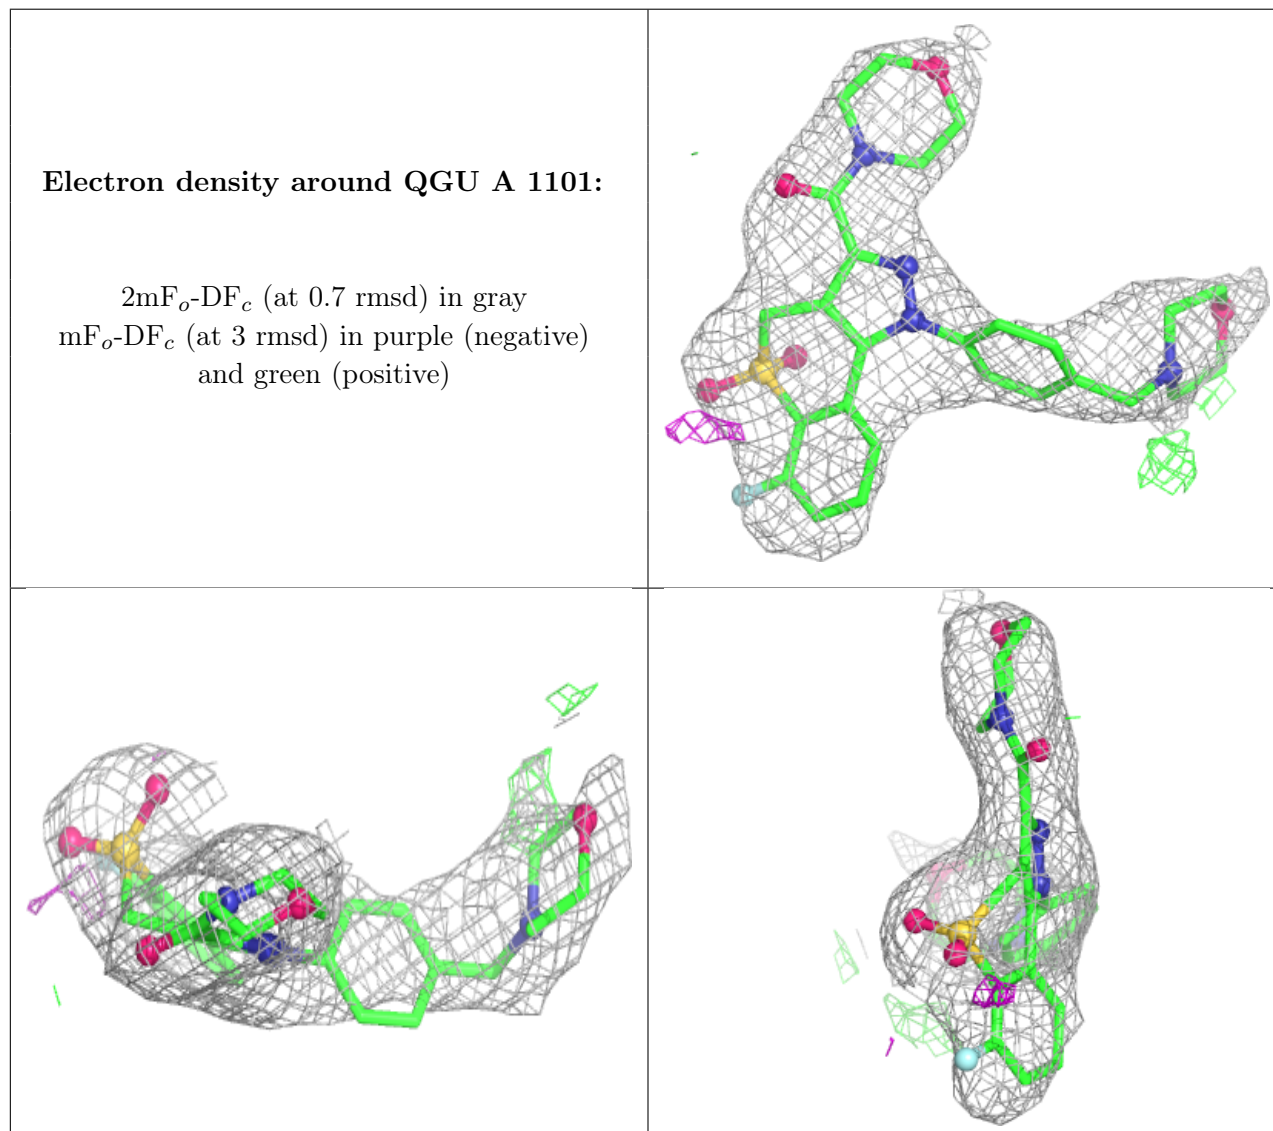 Electron density around QGU A 1101:
2mFo-DFc (at 0.7 rmsd) in gray
mFo-DFc (at 3 rmsd) in purple (negative)
and green (positive)